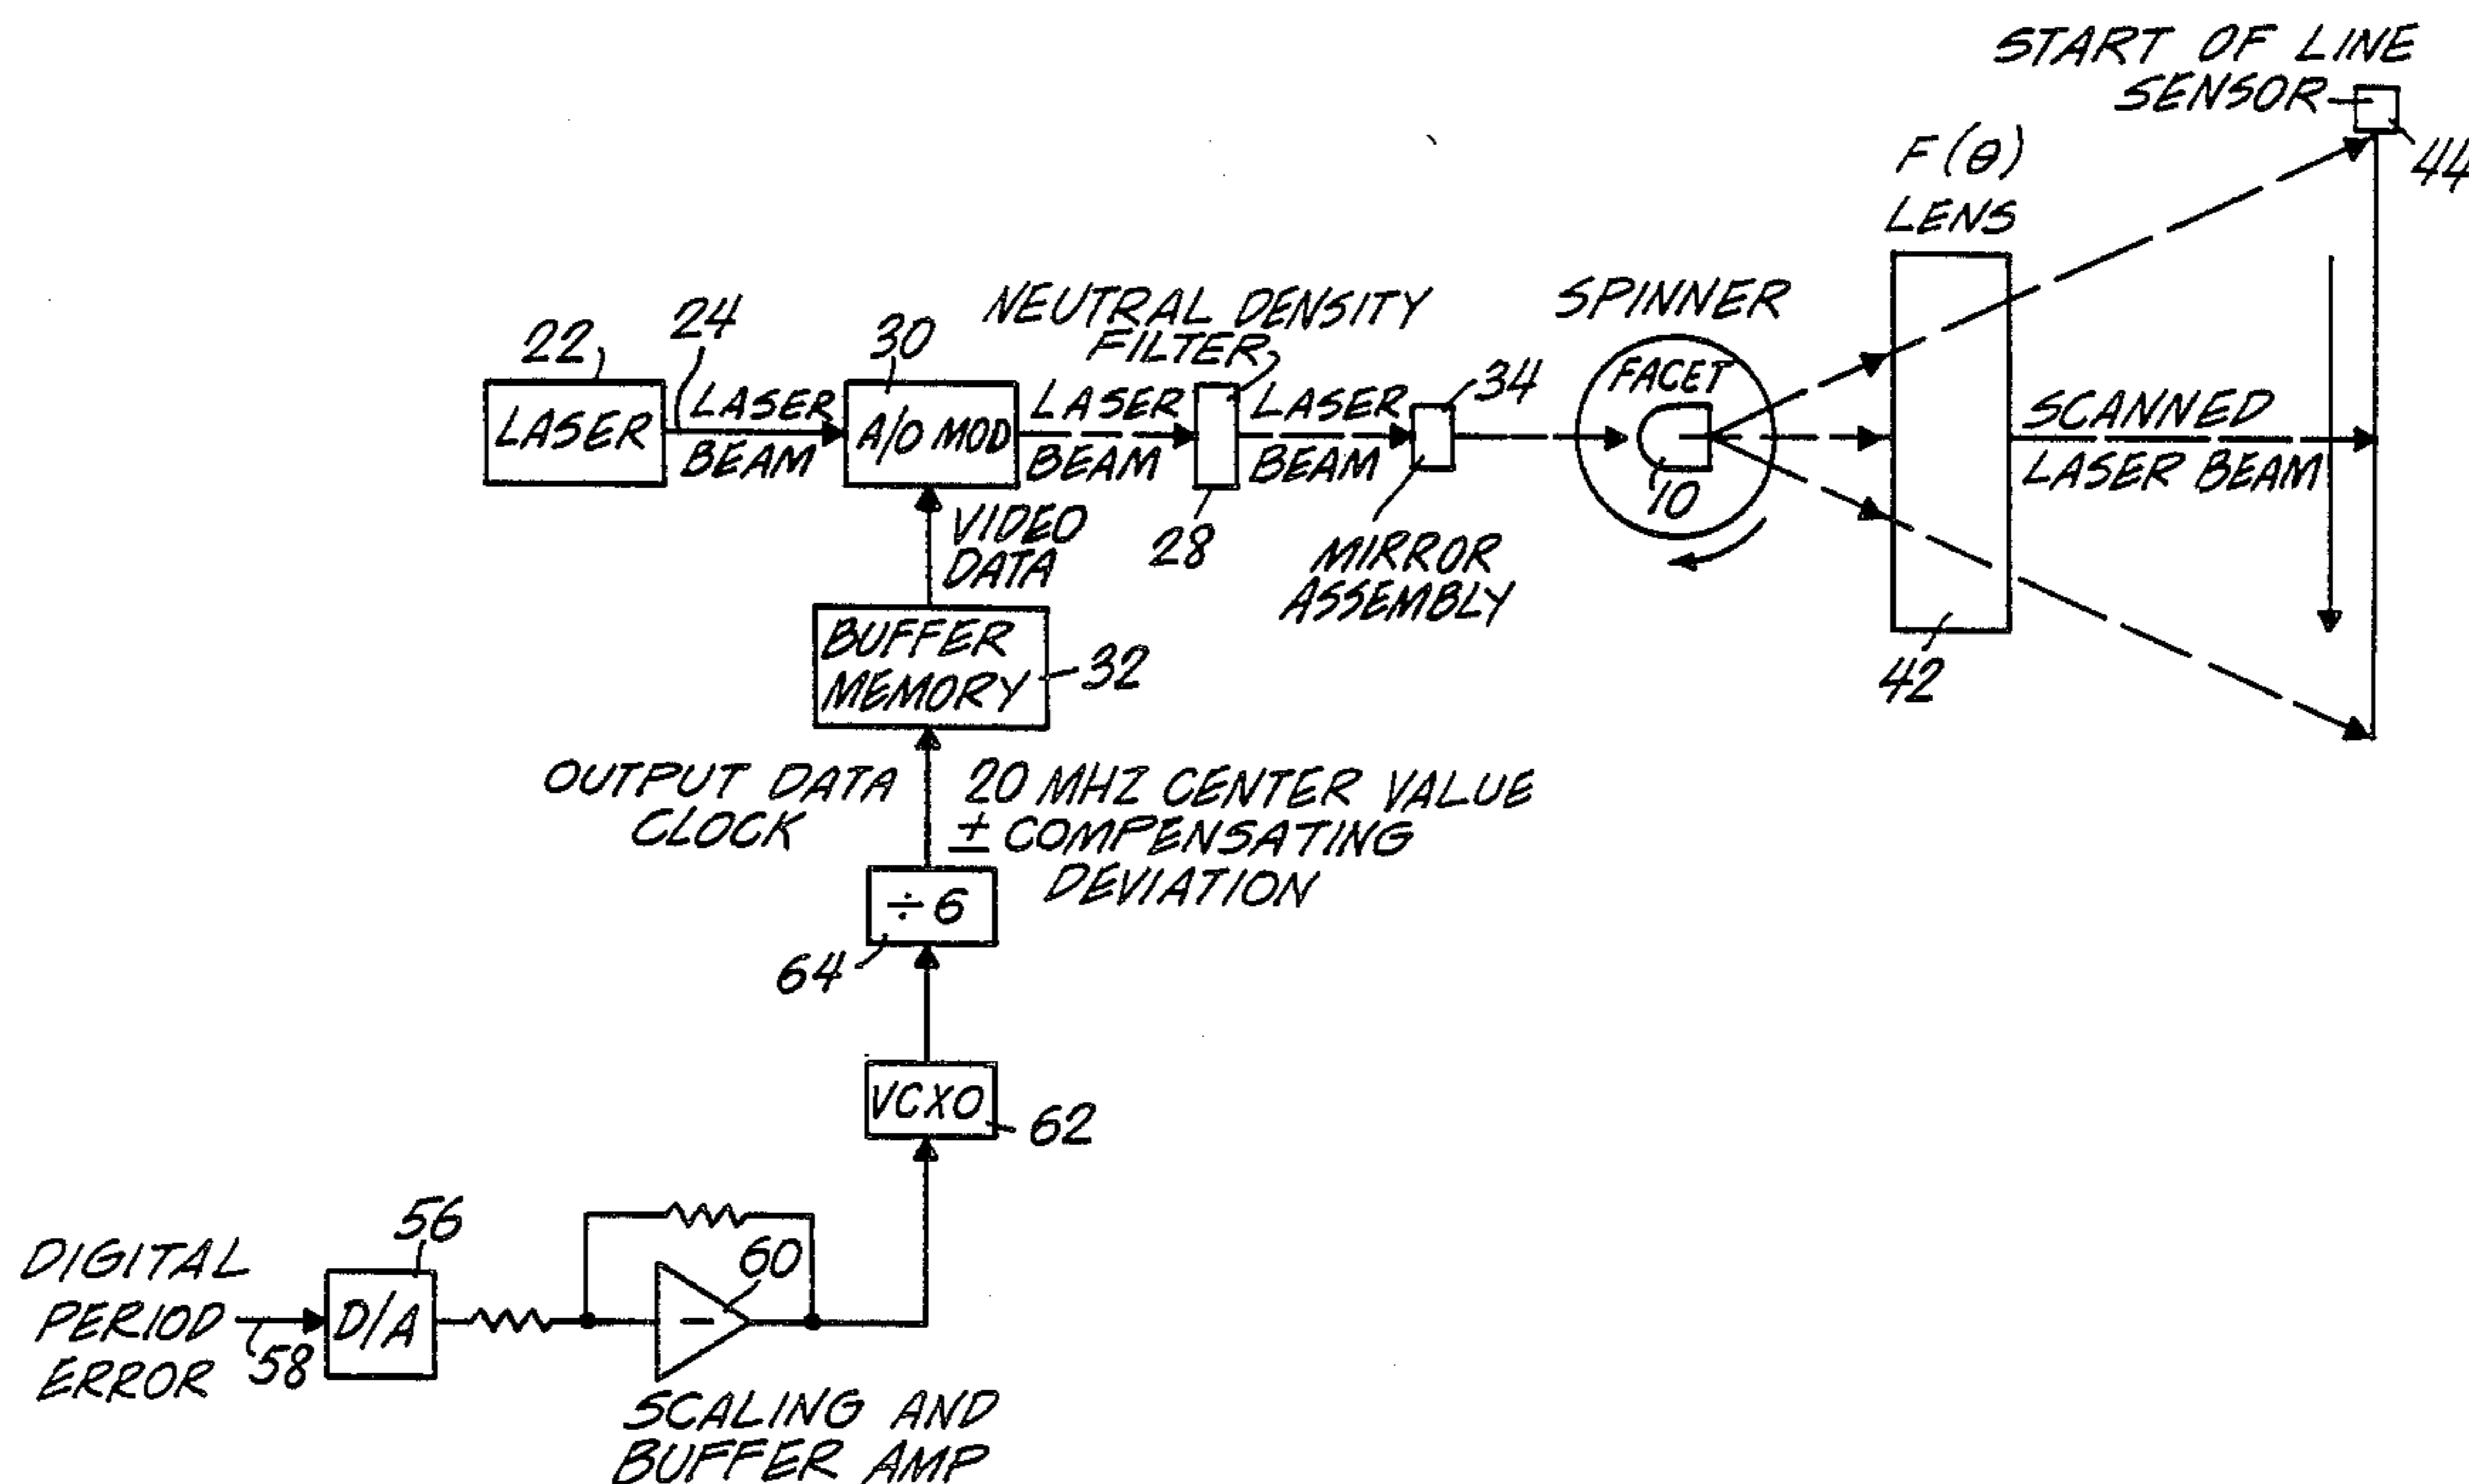 START OF LINE
SENSOR
44
F(θ)
LENS
NEUTRAL DENSITY
FILTER
SPINNER
22
24
30
34
LASER
LASER
BEAM
A/O MOD
LASER
BEAM
LASER
BEAM
FACET
10
SCANNED
LASER BEAM
28
MIRROR
ASSEMBLY
42
VIDEO
DATA
BUFFER
MEMORY
32
OUTPUT DATA
CLOCK
20 MHZ CENTER VALUE
± COMPENSATING
DEVIATION
÷6
64
VCXO
62
56
60
DIGITAL
PERIOD
ERROR
58
D/A
−
SCALING AND
BUFFER AMP